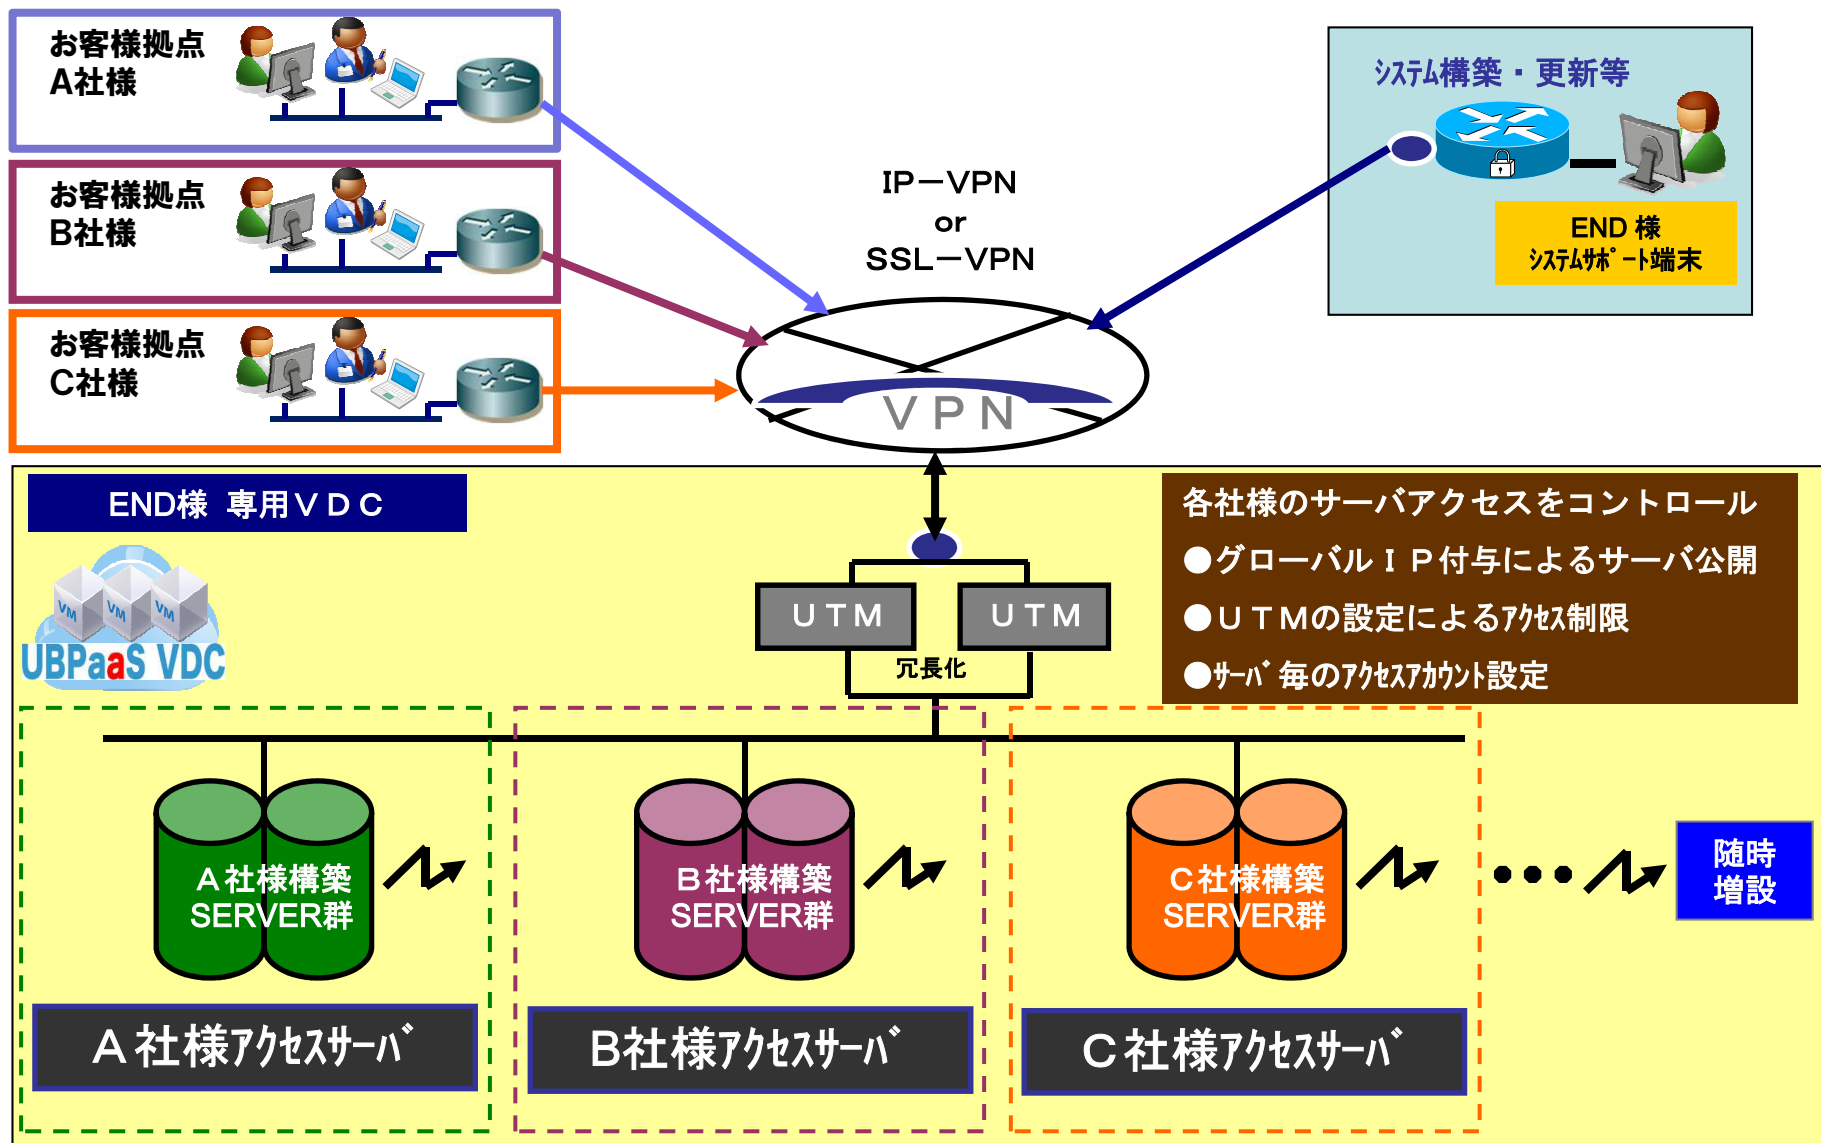 お客様拠点
A社様
お客様拠点
B社様
お客様拠点
C社様
IP－VPN
or
SSL－VPN
ｼｽﾃﾑ構築・更新等
END 様
ｼｽﾃﾑｻﾎﾟｰﾄ端末
ＶＰＮ
END様 専用ＶＤＣ
VM
VM
VM
UBPaaS VDC
ＵＴＭ
ＵＴＭ
冗長化
各社様のサーバアクセスをコントロール
●グローバルＩＰ付与によるサーバ公開
●ＵＴＭの設定によるｱｸｾｽ制限
●ｻｰﾊﾞ毎のｱｸｾｽｱｶｳﾝﾄ設定
Ａ社様構築
SERVER群
Ｂ社様構築
SERVER群
Ｃ社様構築
SERVER群
●●●
随時
増設
Ａ社様ｱｸｾｽｻｰﾊﾞ
Ｂ社様ｱｸｾｽｻｰﾊﾞ
Ｃ社様ｱｸｾｽｻｰﾊﾞ